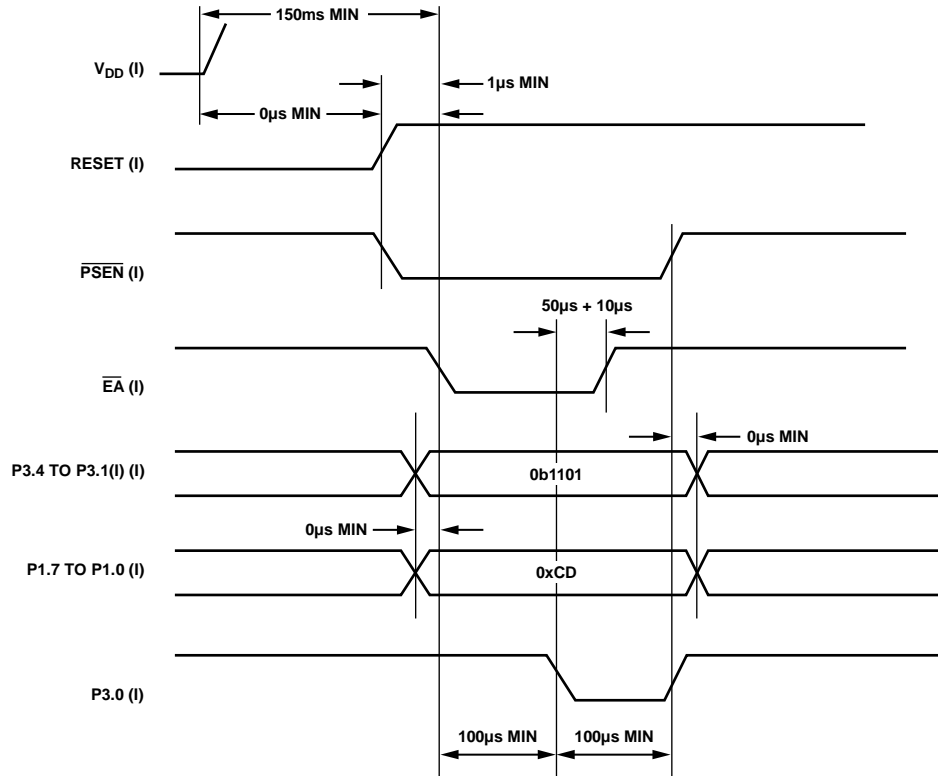 150ms MIN
VDD (I)
1µs MIN
0µs MIN
RESET (I)
PSEN (I)
50µs + 10µs
EA (I)
0µs MIN
P3.4 TO P3.1(I) (I)
0b1101
0µs MIN
P1.7 TO P1.0 (I)
0xCD
P3.0 (I)
100µs MIN
100µs MIN